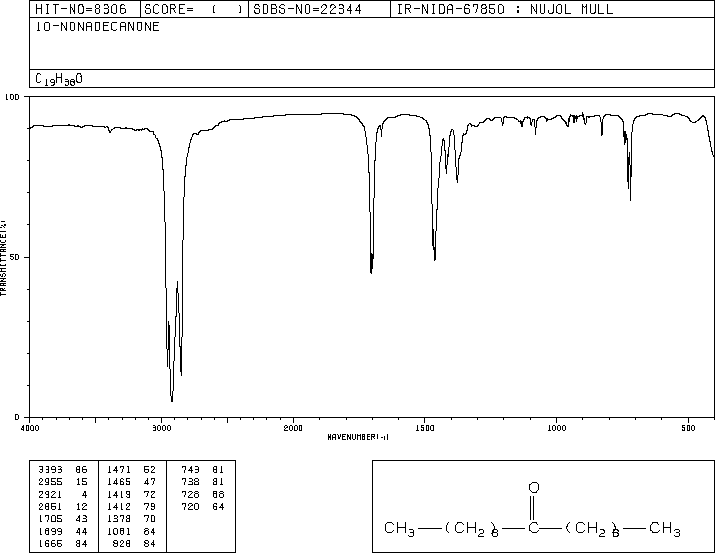 HIT-NO=8306 SCORE= ( ) SDBS-NO=22344 IR-NIDA-67850 : NUJOL MULL
10-NONADECANONE
C19H38O
100
50
0
TRANSMITTANCE(%)
4000 3000 2000 1500 1000 500
WAVENUMBER(-1)
3393 86 1471 52 743 81
2955 15 1465 47 738 81
2921 4 1419 72 728 68
2851 12 1412 79 720 64
1705 43 1378 70
1699 44 1081 84
1666 84 828 84
O
CH3—(CH2)8—C—(CH2)8—CH3